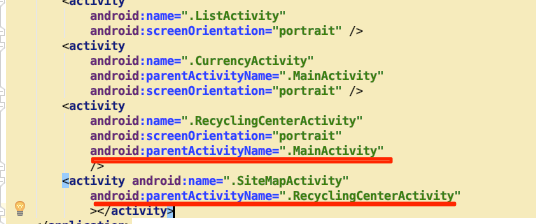 <activity
android:name=".ListActivity"
android:screenOrientation="portrait" />
<activity
android:name=".CurrencyActivity"
android:parentActivityName=".MainActivity"
android:screenOrientation="portrait" />
<activity
android:name=".RecyclingCenterActivity"
android:screenOrientation="portrait"
android:parentActivityName=".MainActivity"
/>
<activity android:name=".SiteMapActivity"
android:parentActivityName=".RecyclingCenterActivity"
></activity>
</application>